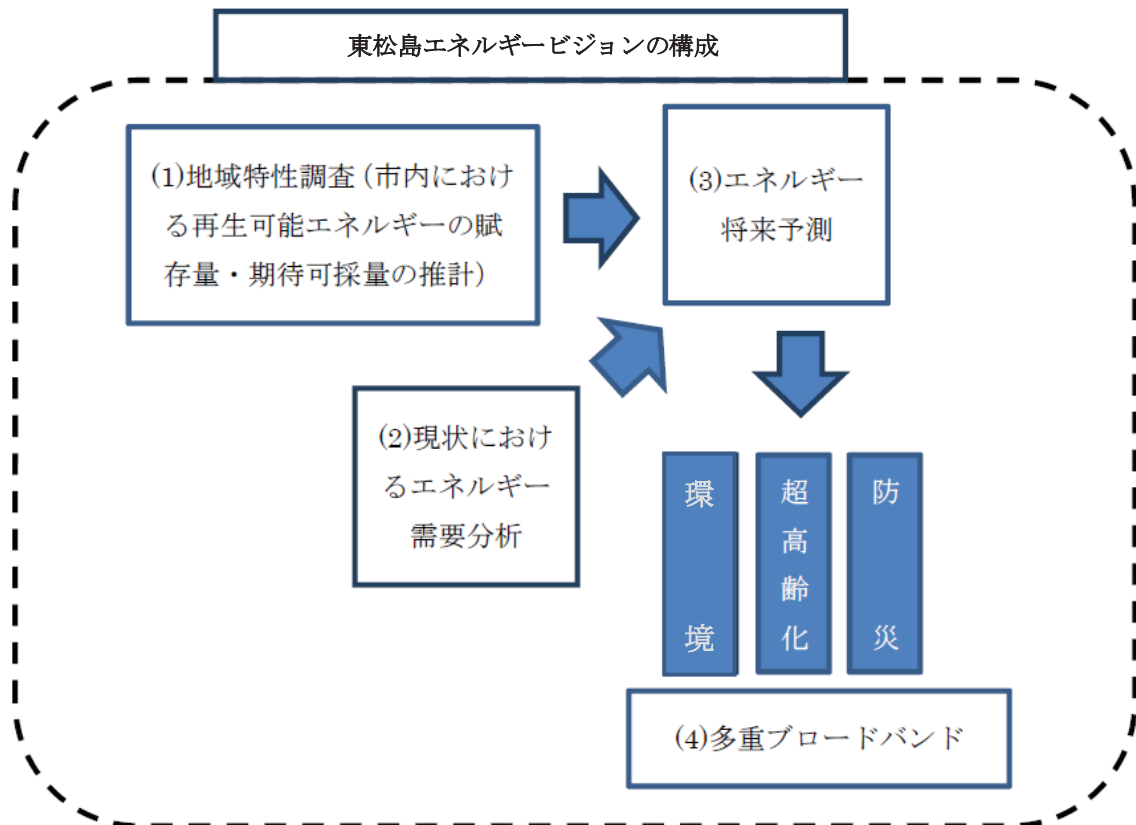 東松島エネルギービジョンの構成
(1)地域特性調査（市内におけ
る再生可能エネルギーの賦
存量・期待可採量の推計）
(3)エネルギー
将来予測
(2)現状におけ
るエネルギー
需要分析
環境
超高齢化
防災
(4)多重ブロードバンド